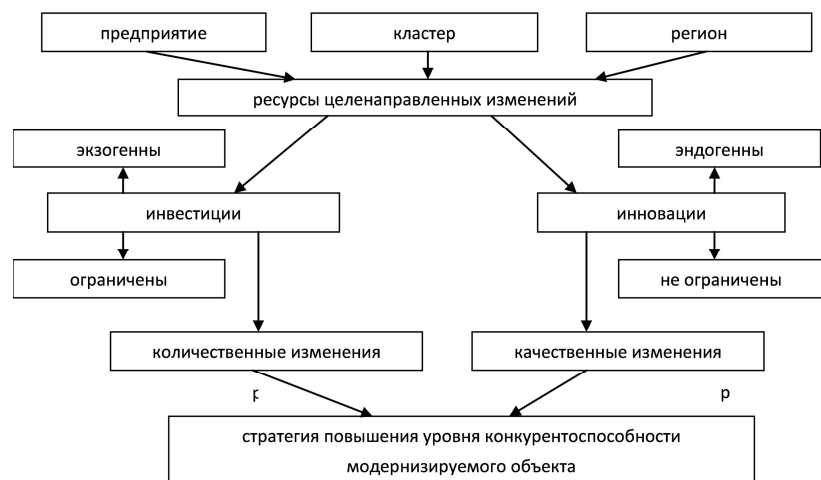 предприятие
кластер
регион
ресурсы целенаправленных изменений
экзогенны
эндогенны
инвестиции
инновации
ограничены
не ограничены
количественные изменения
качественные изменения
р
р
стратегия повышения уровня конкурентоспособности
модернизируемого объекта